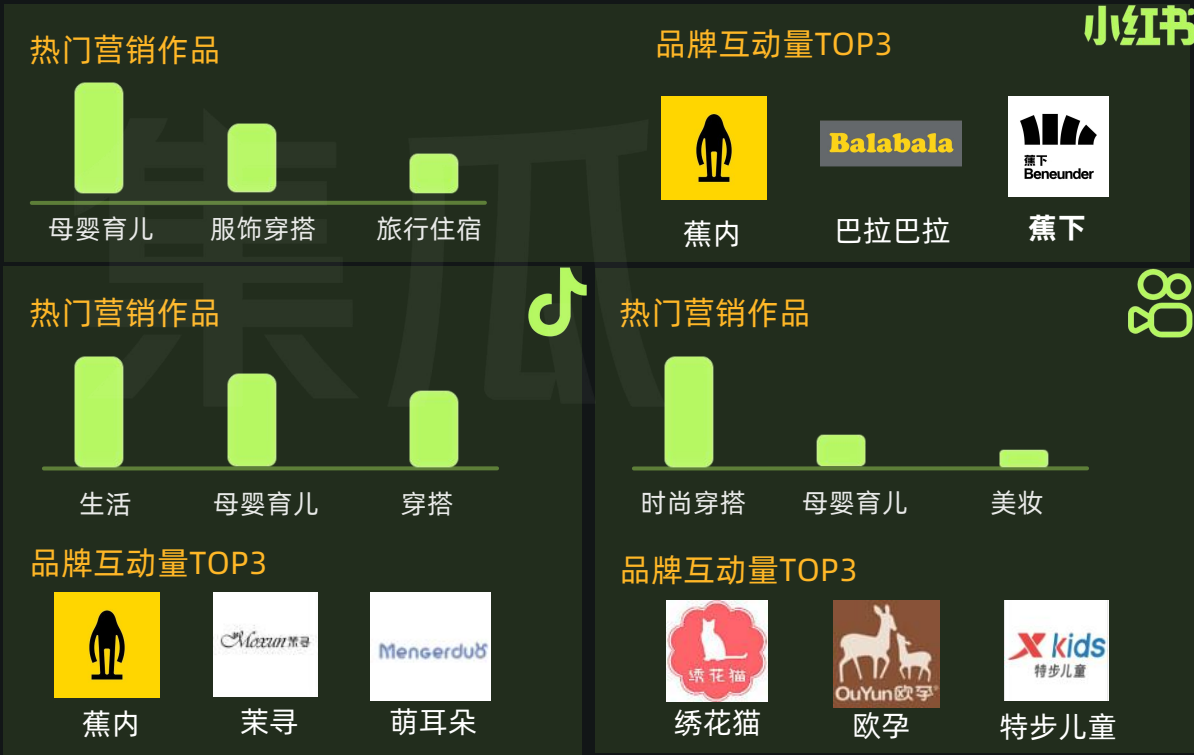 小红书
热门营销作品
母婴育儿
服饰穿搭
旅行住宿
品牌互动量TOP3
Balabala
蕉下
Beneunder
蕉内
巴拉巴拉
蕉下
集瓜
热门营销作品
生活
母婴育儿
穿搭
品牌互动量TOP3
Moxun茉寻
Mengerduo
蕉内
茉寻
萌耳朵
热门营销作品
时尚穿搭
母婴育儿
美妆
品牌互动量TOP3
绣花猫
OuYun欧孕
X kids
特步儿童
绣花猫
欧孕
特步儿童